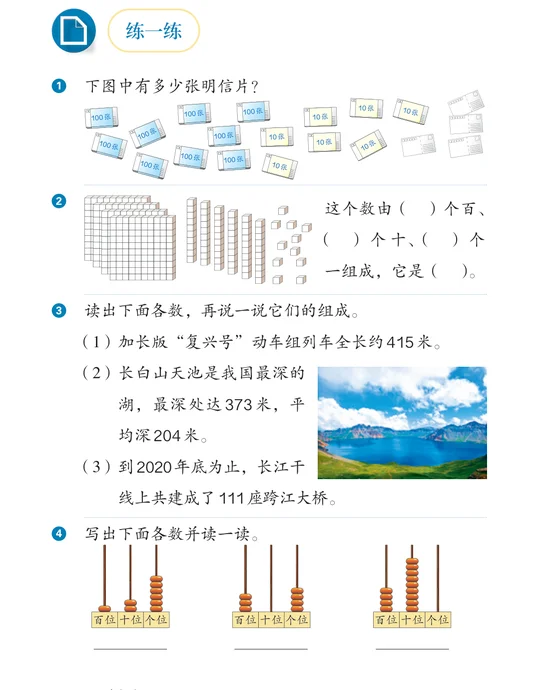 练一练
1 下图中有多少张明信片？
100张 100张 100张 10张 10张 10张
100张 100张 10张 10张
100张 100张 100张 10张 10张
100张
2 这个数由（ ）个百、
（ ）个十、（ ）个
一组成，它是（ ）。
3 读出下面各数，再说一说它们的组成。
（1）加长版“复兴号”动车组列车全长约415米。
（2）长白山天池是我国最深的
湖，最深处达373米，平
均深204米。
（3）到2020年底为止，长江干
线上共建成了111座跨江大桥。
4 写出下面各数并读一读。
百位 十位 个位
百位 十位 个位
百位 十位 个位